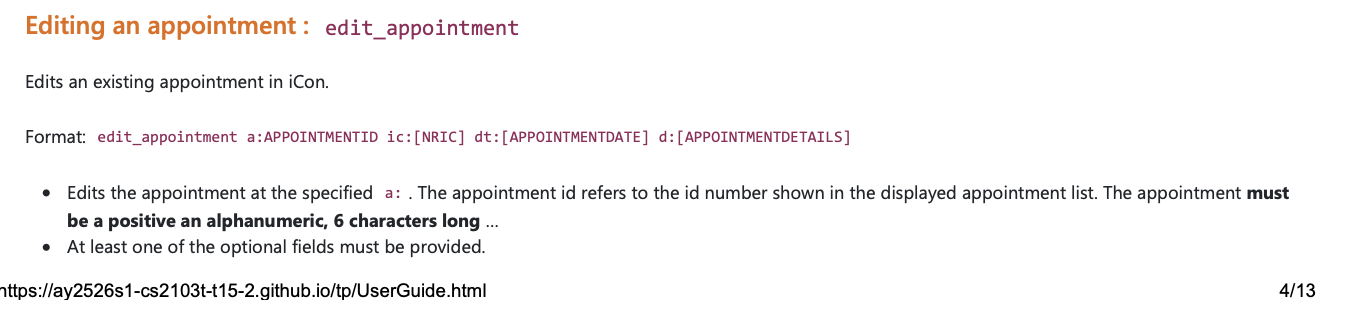 Editing an appointment : edit_appointment
Edits an existing appointment in iCon.
Format: edit_appointment a:APPOINTMENTID ic:[NRIC] dt:[APPOINTMENTDATE] d:[APPOINTMENTDETAILS]
• Edits the appointment at the specified a: . The appointment id refers to the id number shown in the displayed appointment list. The appointment must
be a positive an alphanumeric, 6 characters long ...
• At least one of the optional fields must be provided.
https://ay2526s1-cs2103t-t15-2.github.io/tp/UserGuide.html 4/13